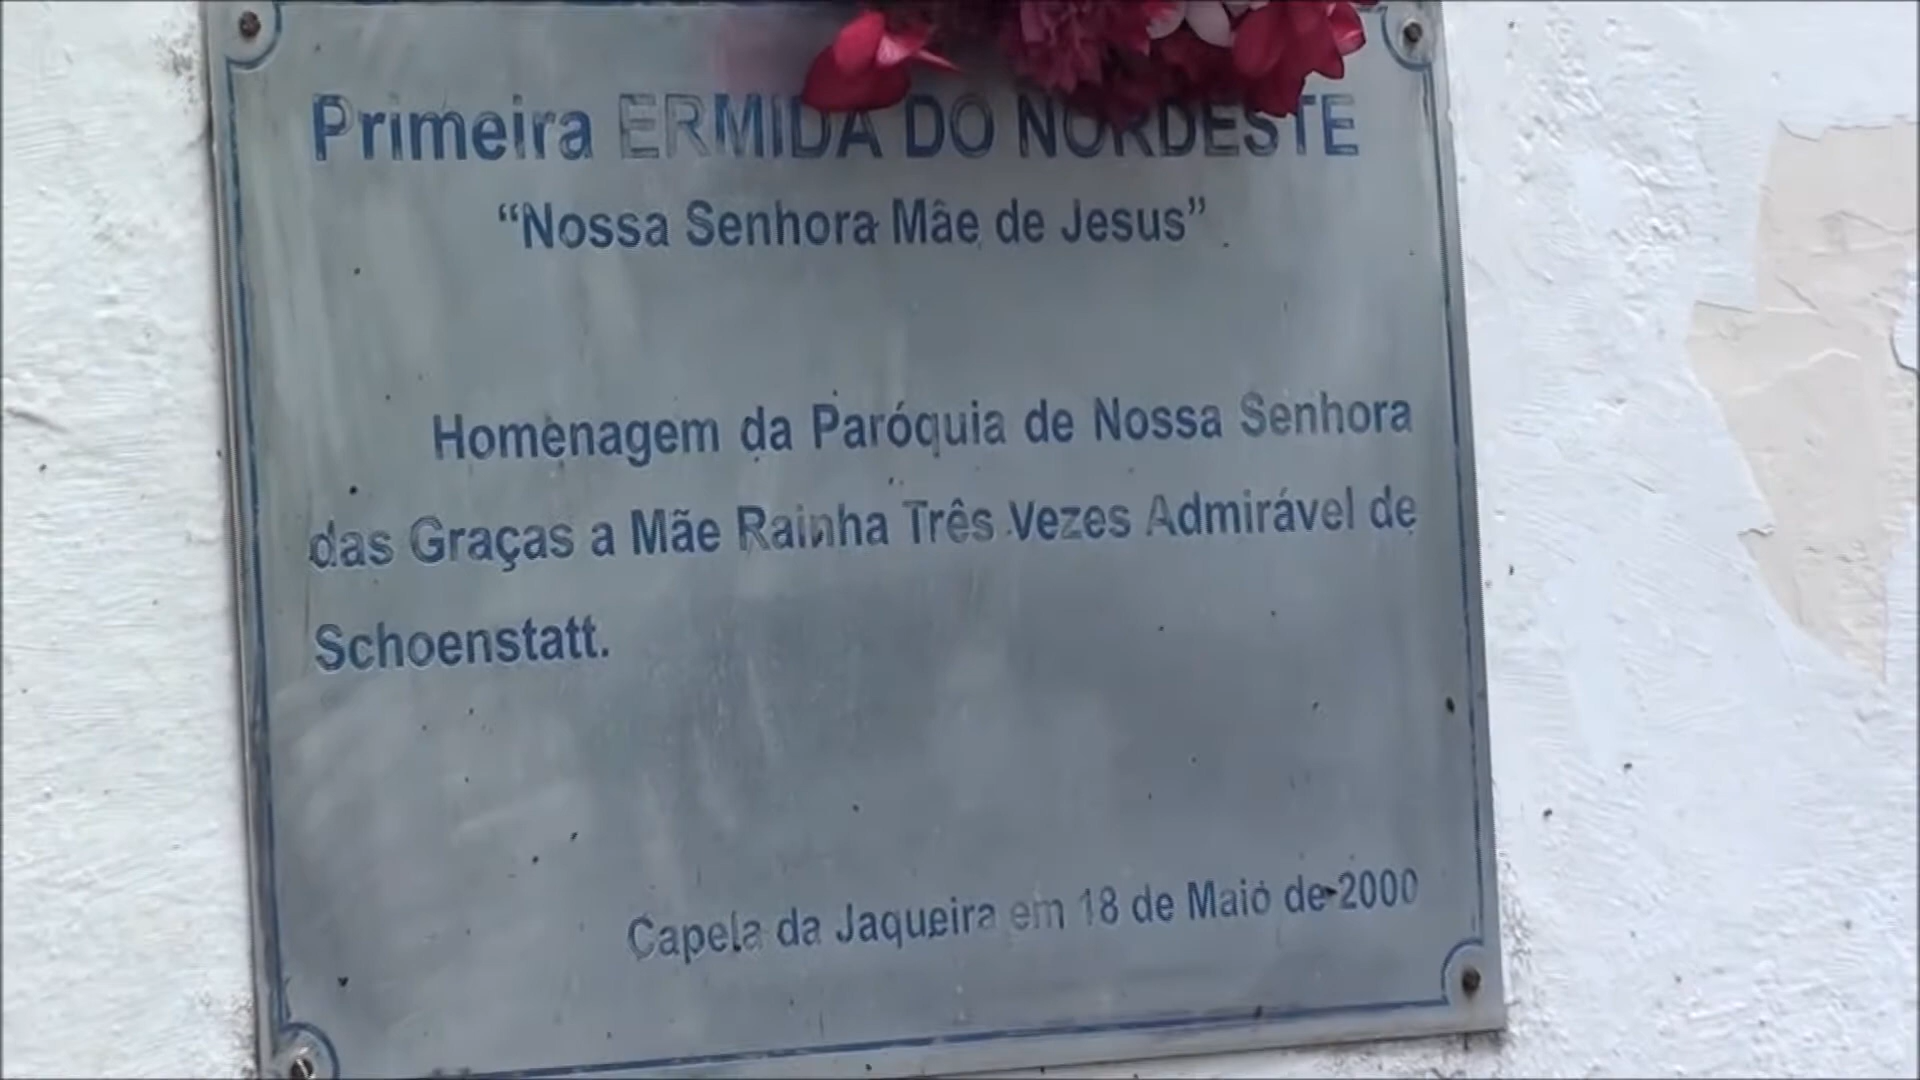 Primeira ERMIDA DO NORDESTE
“Nossa Senhora Mãe de Jesus”
Homenagem da Paróquia de Nossa Senhora
das Graças a Mãe Rainha Três Vezes Admirável de
Schoenstatt.
Capela da Jaqueira em 18 de Maio de 2000